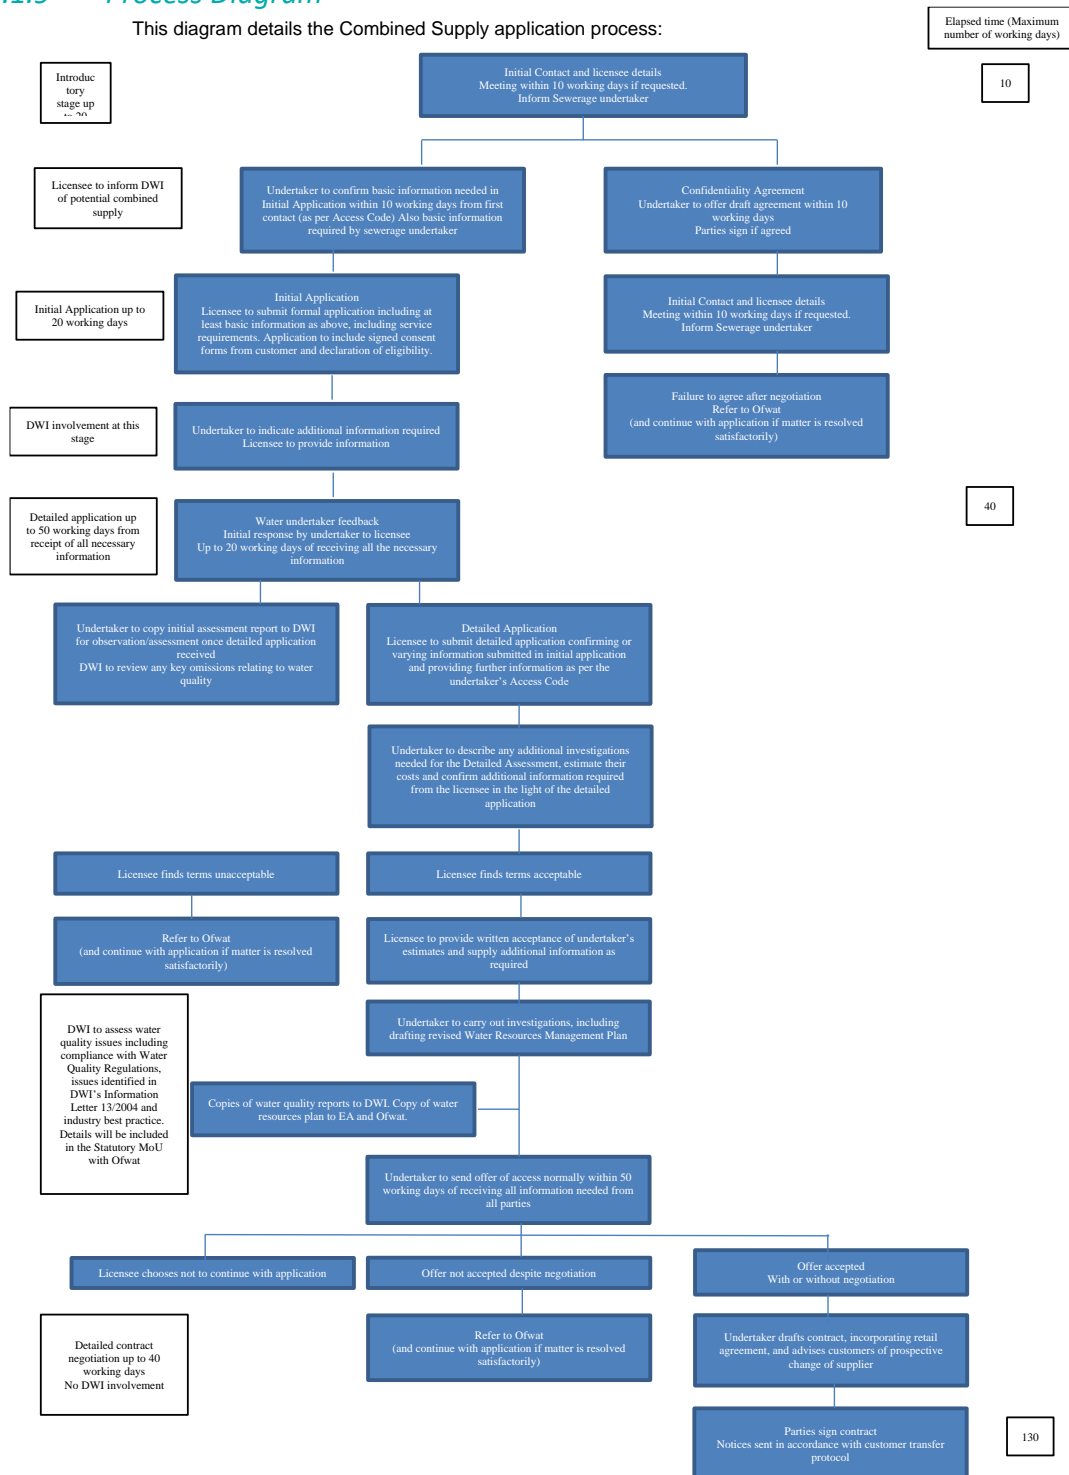 Process Diagram
This diagram details the Combined Supply application process:
Elapsed time (Maximum
number of working days)
Introduc
tory
stage up
to 20
Initial Contact and licensee details
Meeting within 10 working days if requested.
Inform Sewerage undertaker
10
Licensee to inform DWI
of potential combined
supply
Undertaker to confirm basic information needed in
Initial Application within 10 working days from first
contact (as per Access Code) Also basic information
required by sewerage undertaker
Confidentiality Agreement
Undertaker to offer draft agreement within 10
working days
Parties sign if agreed
Initial Application up to
20 working days
Initial Application
Licensee to submit formal application including at
least basic information as above, including service
requirements. Application to include signed consent
forms from customer and declaration of eligibility.
Initial Contact and licensee details
Meeting within 10 working days if requested.
Inform Sewerage undertaker
DWI involvement at this
stage
Undertaker to indicate additional information required
Licensee to provide information
Failure to agree after negotiation
Refer to Ofwat
(and continue with application if matter is resolved
satisfactorily)
Detailed application up
to 50 working days from
receipt of all necessary
information
Water undertaker feedback
Initial response by undertaker to licensee
Up to 20 working days of receiving all the necessary
information
40
Undertaker to copy initial assessment report to DWI
for observation/assessment once detailed application
received
DWI to review any key omissions relating to water
quality
Detailed Application
Licensee to submit detailed application confirming or
varying information submitted in initial application
and providing further information as per the
undertaker's Access Code
Undertaker to describe any additional investigations
needed for the Detailed Assessment, estimate their
costs and confirm additional information required
from the licensee in the light of the detailed
application
Licensee finds terms unacceptable
Licensee finds terms acceptable
Refer to Ofwat
(and continue with application if matter is resolved
satisfactorily)
Licensee to provide written acceptance of undertaker's
estimates and supply additional information as
required
DWI to assess water
quality issues including
compliance with Water
Quality Regulations,
issues identified in
DWI's Information
Letter 13/2004 and
industry best practice.
Details will be included
in the Statutory MoU
with Ofwat
Undertaker to carry out investigations, including
drafting revised Water Resources Management Plan
Copies of water quality reports to DWI. Copy of water
resources plan to EA and Ofwat.
Undertaker to send offer of access normally within 50
working days of receiving all information needed from
all parties
Licensee chooses not to continue with application
Offer not accepted despite negotiation
Offer accepted
With or without negotiation
Detailed contract
negotiation up to 40
working days
No DWI involvement
Refer to Ofwat
(and continue with application if matter is resolved
satisfactorily)
Undertaker drafts contract, incorporating retail
agreement, and advises customers of prospective
change of supplier
Parties sign contract
Notices sent in accordance with customer transfer
protocol
130